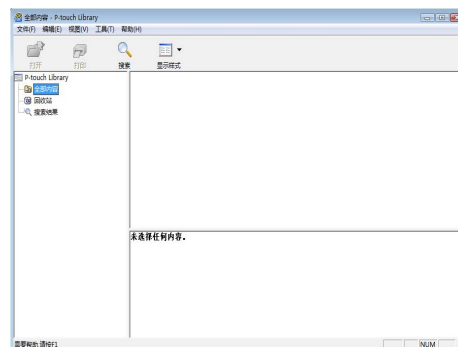 全部内容 - P-touch Library
文件(F) 编辑(E) 视图(V) 工具(T) 帮助(H)
打开 打印 搜索 显示样式
P-touch Library
全部内容
回收站
搜索结果
未选择任何内容。
需要帮助,请按F1
NUM